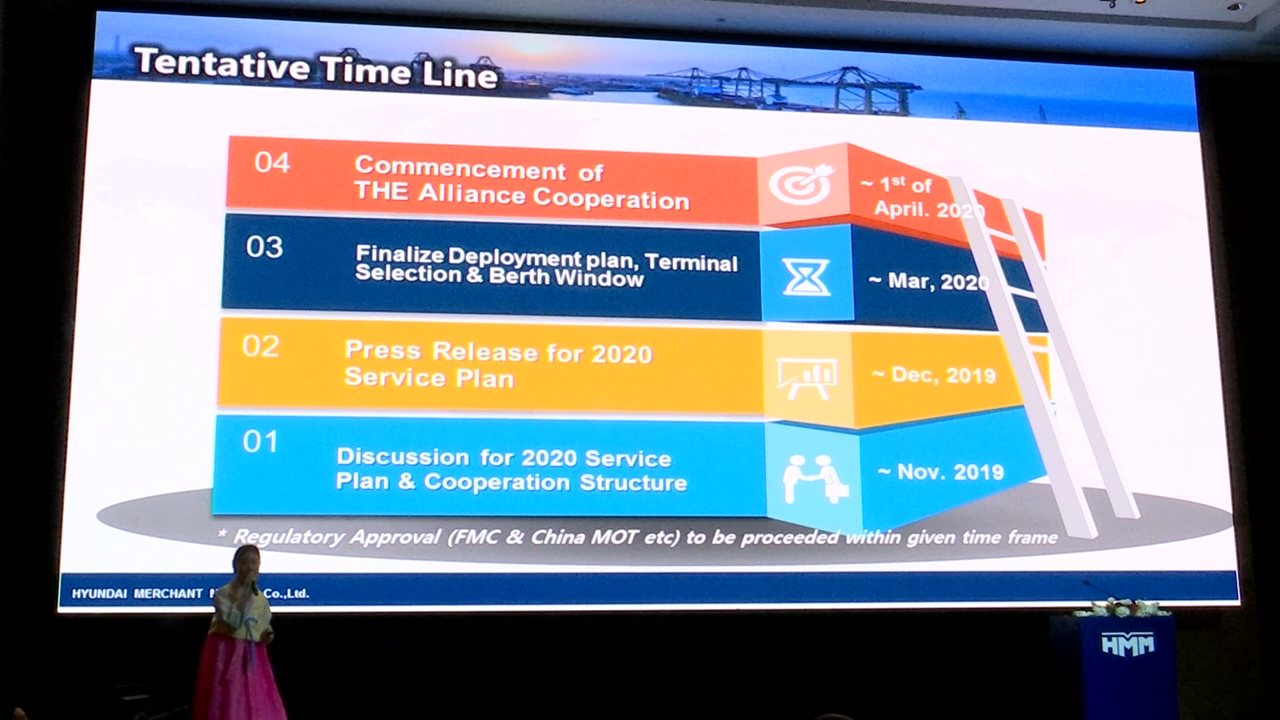 Tentative Time Line
04
Commencement of
THE Alliance Cooperation
~ 1st of
April. 2020
03
Finalize Deployment plan, Terminal
Selection & Berth Window
~ Mar, 2020
02
Press Release for 2020
Service Plan
~ Dec, 2019
01
Discussion for 2020 Service
Plan & Cooperation Structure
~ Nov. 2019
* Regulatory Approval (FMC & China MOT etc) to be proceeded within given time frame
HYUNDAI MERCHANT Co.,Ltd.
HMM